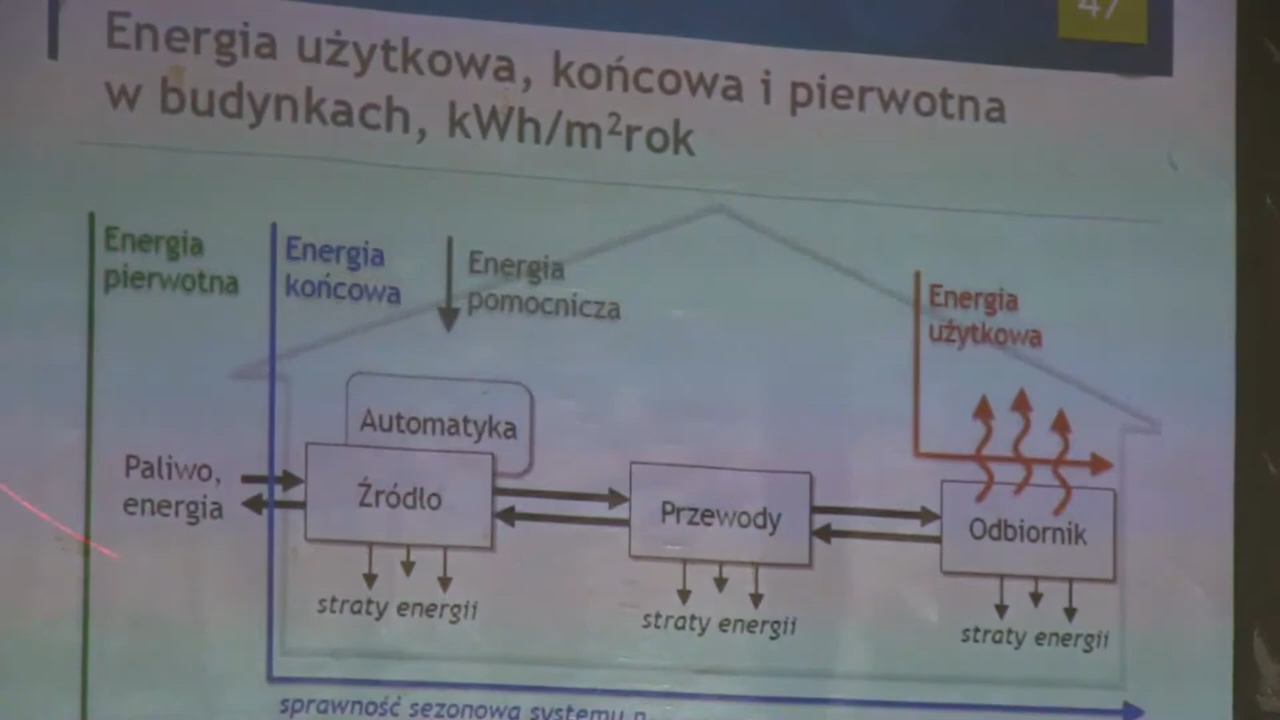 47
Energia użytkowa, końcowa i pierwotna
w budynkach, kWh/m²rok
Energia
pierwotna
Energia
końcowa
Energia
pomocnicza
Energia
użytkowa
Automatyka
Paliwo,
energia
Źródło
Przewody
Odbiornik
straty energii
straty energii
straty energii
sprawność sezonowa systemu η